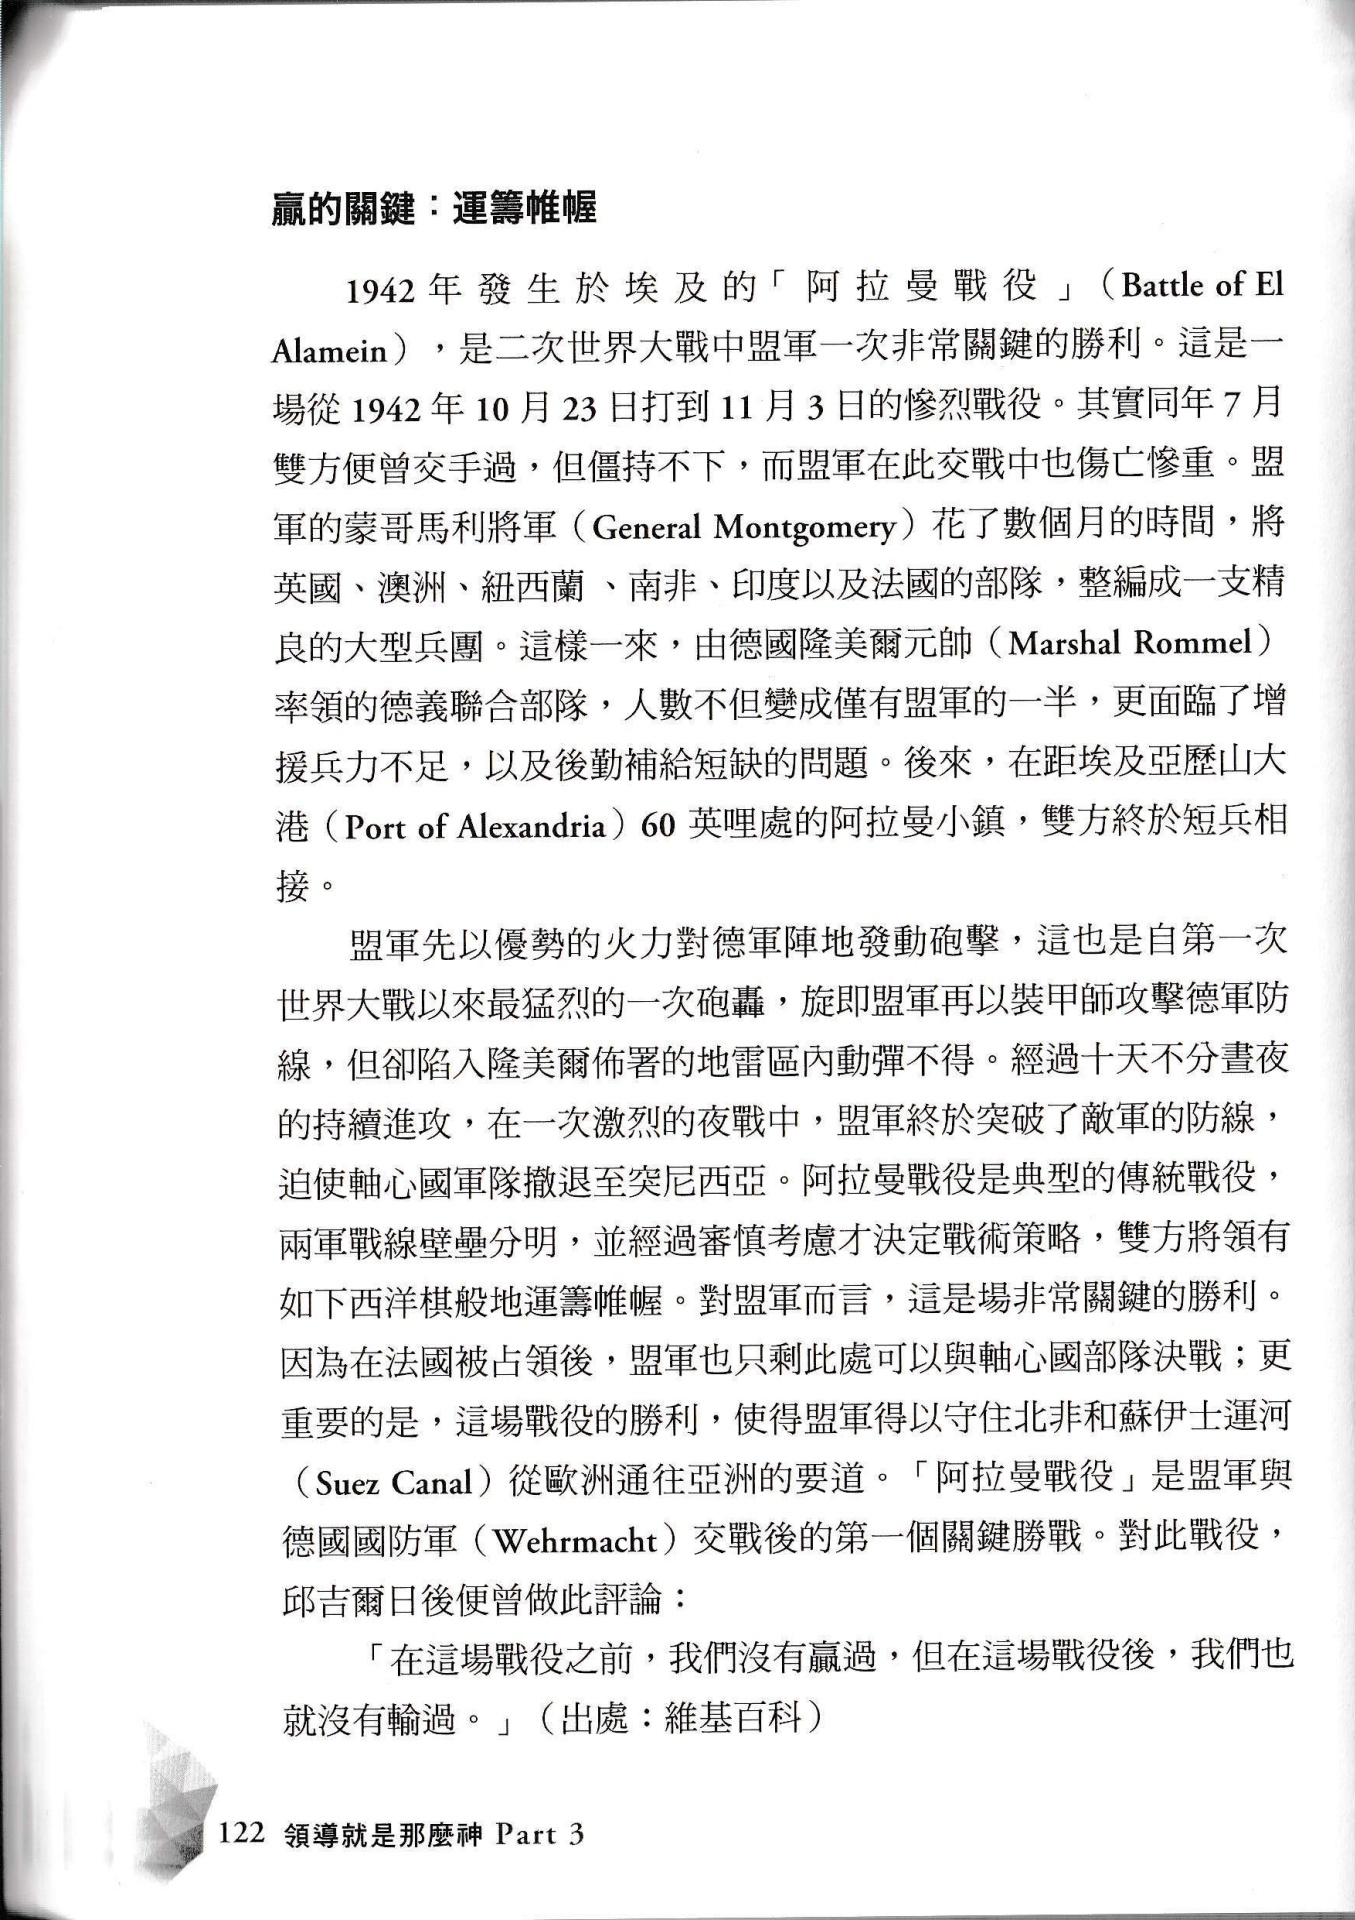 贏的關鍵：運籌帷幄
1942 年發生於埃及的「阿拉曼戰役」（Battle of El
Alamein），是二次世界大戰中盟軍一次非常關鍵的勝利。這是一
場從 1942 年 10 月 23 日打到 11 月 3 日的慘烈戰役。其實同年 7 月
雙方便曾交手過，但僵持不下，而盟軍在此交戰中也傷亡慘重。盟
軍的蒙哥馬利將軍（General Montgomery）花了數個月的時間，將
英國、澳洲、紐西蘭、南非、印度以及法國的部隊，整編成一支精
良的大型兵團。這樣一來，由德國隆美爾元帥（Marshal Rommel）
率領的德義聯合部隊，人數不但變成僅有盟軍的一半，更面臨了增
援兵力不足，以及後勤補給短缺的問題。後來，在距埃及亞歷山大
港（Port of Alexandria）60 英哩處的阿拉曼小鎮，雙方終於短兵相
接。
盟軍先以優勢的火力對德軍陣地發動砲擊，這也是自第一次
世界大戰以來最猛烈的一次砲轟，旋即盟軍再以裝甲師攻擊德軍防
線，但卻陷入隆美爾佈署的地雷區內動彈不得。經過十天不分晝夜
的持續進攻，在一次激烈的夜戰中，盟軍終於突破了敵軍的防線，
迫使軸心國軍隊撤退至突尼西亞。阿拉曼戰役是典型的傳統戰役，
兩軍戰線壁壘分明，並經過審慎考慮才決定戰術策略，雙方將領有
如下西洋棋般地運籌帷幄。對盟軍而言，這是場非常關鍵的勝利。
因為在法國被占領後，盟軍也只剩此處可以與軸心國部隊決戰；更
重要的是，這場戰役的勝利，使得盟軍得以守住北非和蘇伊士運河
（Suez Canal）從歐洲通往亞洲的要道。「阿拉曼戰役」是盟軍與
德國國防軍（Wehrmacht）交戰後的第一個關鍵勝戰。對此戰役，
邱吉爾日後便曾做此評論：
「在這場戰役之前，我們沒有贏過，但在這場戰役後，我們也
就沒有輸過。」（出處：維基百科）
122 領導就是那麼神 Part 3